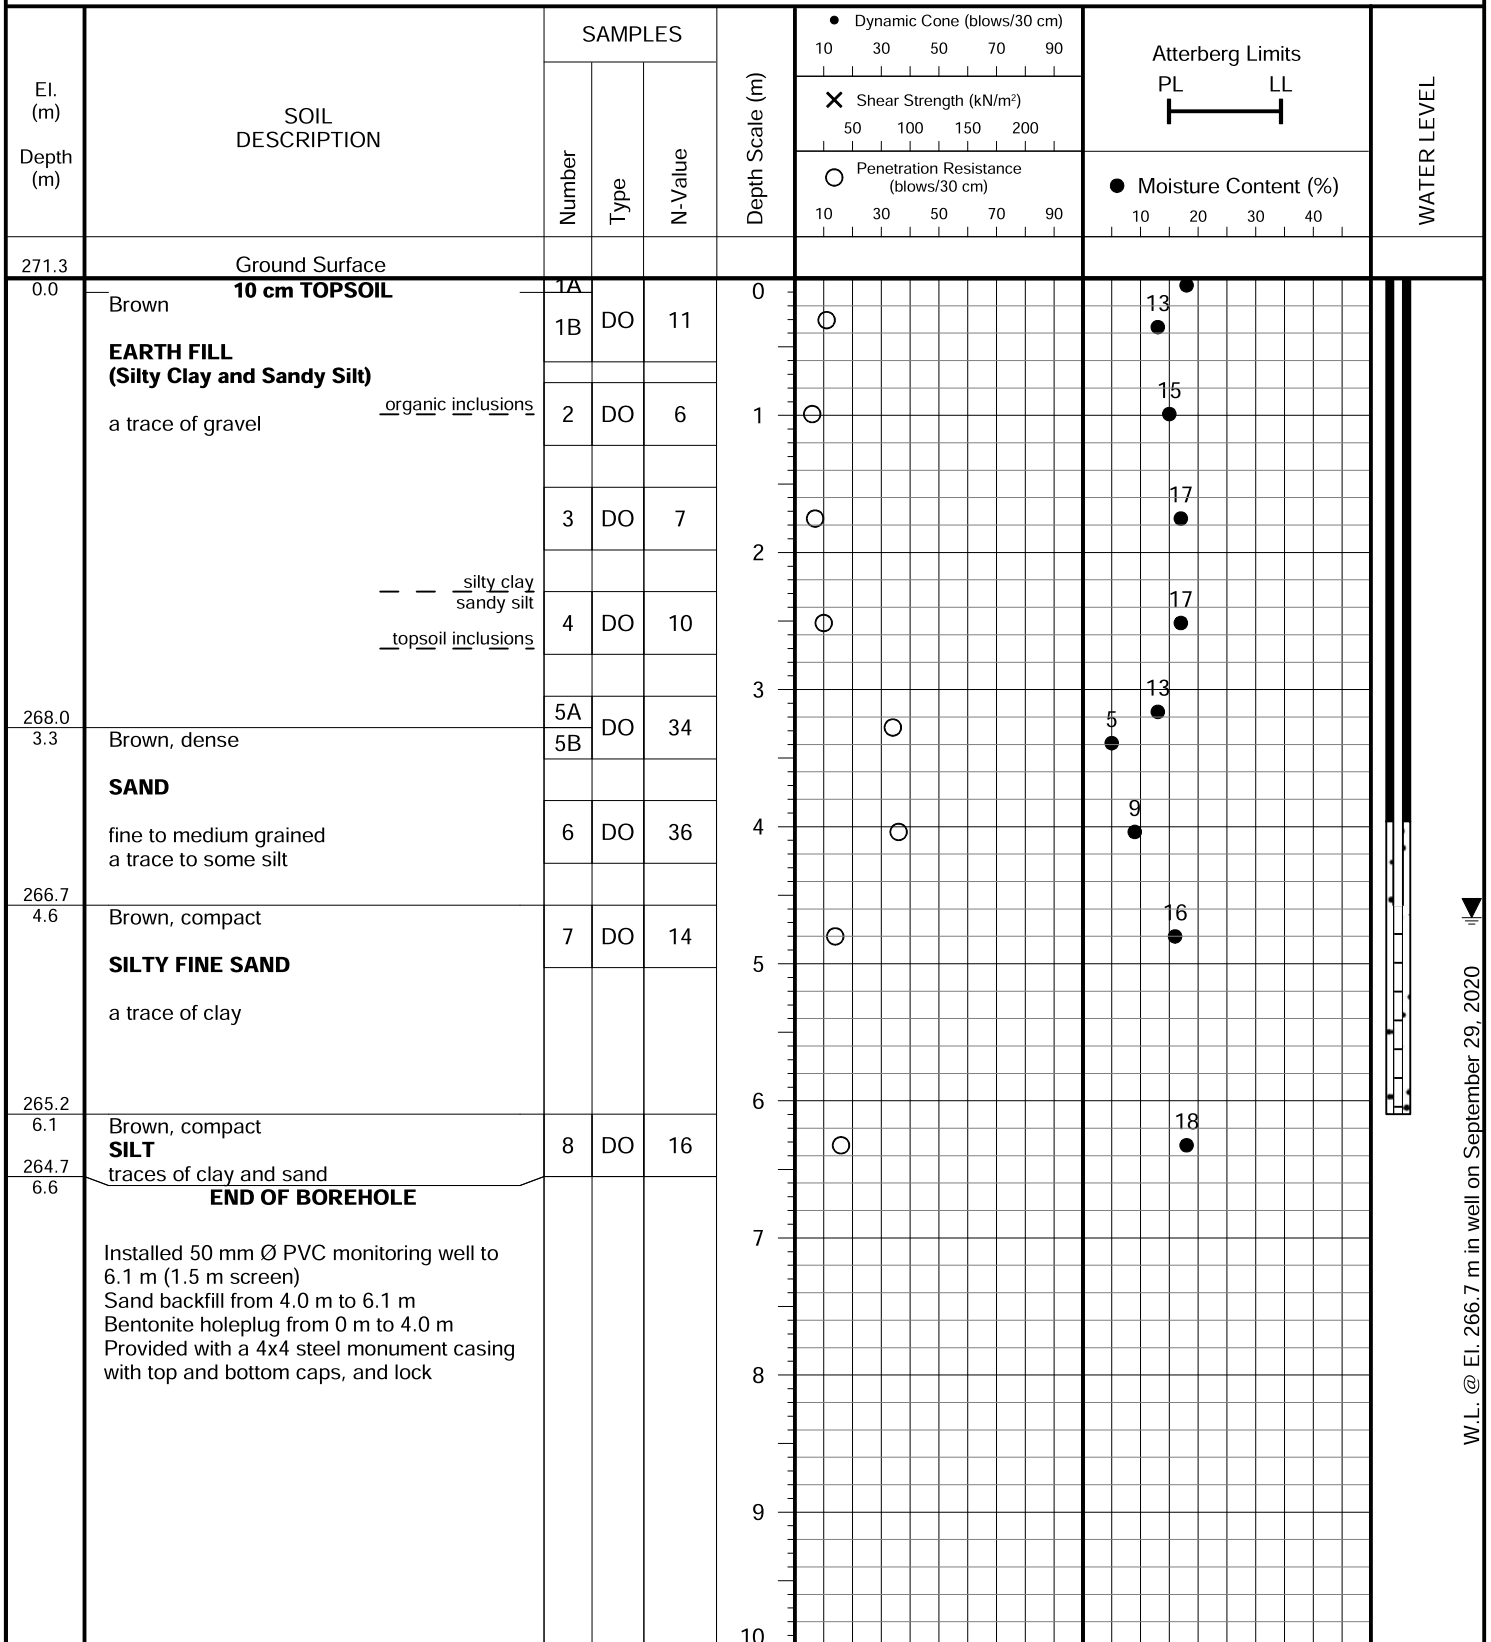 El.
(m)
Depth
(m)
SOIL
DESCRIPTION
SAMPLES
Number
Type
N-Value
Depth Scale (m)
Dynamic Cone (blows/30 cm)
10 30 50 70 90
Shear Strength (kN/m²)
50 100 150 200
Penetration Resistance
(blows/30 cm)
10 30 50 70 90
Atterberg Limits
PL LL
Moisture Content (%)
10 20 30 40
WATER LEVEL
271.3 Ground Surface
0.0 10 cm TOPSOIL 1A 0
Brown 13
1B DO 11
EARTH FILL
(Silty Clay and Sandy Silt)
15
organic inclusions
2 DO 6 1
a trace of gravel
17
3 DO 7
2
silty clay
sandy silt
17
4 DO 10
topsoil inclusions
3 13
5A
268.0 5
DO 34
3.3 Brown, dense 5B
SAND
9
fine to medium grained 6 DO 36 4
a trace to some silt
266.7
4.6 Brown, compact 16
7 DO 14
SILTY FINE SAND 5
a trace of clay
265.2 6
6.1 Brown, compact 18
SILT 8 DO 16
264.7 traces of clay and sand
6.6 END OF BOREHOLE
7
Installed 50 mm Ø PVC monitoring well to
6.1 m (1.5 m screen)
Sand backfill from 4.0 m to 6.1 m
Bentonite holeplug from 0 m to 4.0 m
Provided with a 4x4 steel monument casing
with top and bottom caps, and lock
8
9
10
W.L. @ El. 266.7 m in well on September 29, 2020